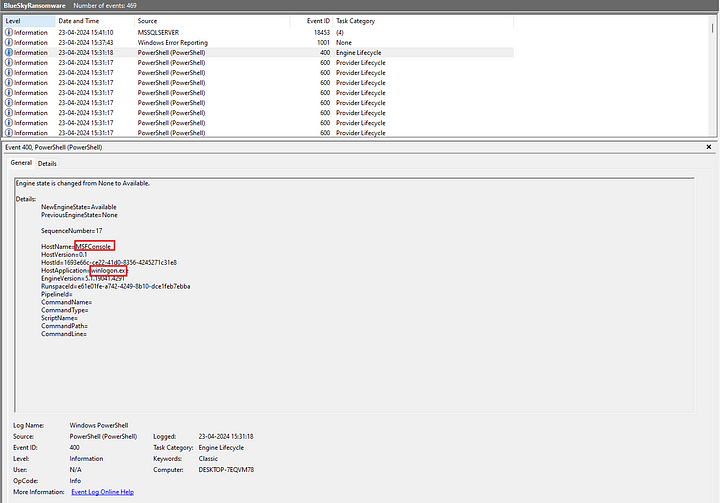 BlueSkyRansomware Number of events: 469
Level Date and Time Source Event ID Task Category
Information 23-04-2024 15:41:10 MSSQLSERVER 18453 (4)
Information 23-04-2024 15:37:43 Windows Error Reporting 1001 None
Information 23-04-2024 15:31:18 PowerShell (PowerShell) 400 Engine Lifecycle
Information 23-04-2024 15:31:17 PowerShell (PowerShell) 600 Provider Lifecycle
Information 23-04-2024 15:31:17 PowerShell (PowerShell) 600 Provider Lifecycle
Information 23-04-2024 15:31:17 PowerShell (PowerShell) 600 Provider Lifecycle
Information 23-04-2024 15:31:17 PowerShell (PowerShell) 600 Provider Lifecycle
Information 23-04-2024 15:31:17 PowerShell (PowerShell) 600 Provider Lifecycle
Information 23-04-2024 15:31:17 PowerShell (PowerShell) 600 Provider Lifecycle
Information 23-04-2024 15:31:17 PowerShell (PowerShell) 600 Provider Lifecycle
Information 23-04-2024 15:31:17 PowerShell (PowerShell) 600 Provider Lifecycle
Event 400, PowerShell (PowerShell)
General Details
Engine state is changed from None to Available.
Details:
NewEngineState=Available
PreviousEngineState=None
SequenceNumber=17
HostName=MSFConsole
HostVersion=0.1
HostId=1693e66c-ce22-41d0-8356-4245271c31e8
HostApplication=winlogon.exe
EngineVersion=5.1.19041.4291
RunspaceId=e61e01fe-a742-4249-8b10-dce1feb7ebba
PipelineId=
CommandName=
CommandType=
ScriptName=
CommandPath=
CommandLine=
Log Name: Windows PowerShell
Source: PowerShell (PowerShell) Logged: 23-04-2024 15:31:18
Event ID: 400 Task Category: Engine Lifecycle
Level: Information Keywords: Classic
User: N/A Computer: DESKTOP-7EQVM78
OpCode: Info
More Information: Event Log Online Help